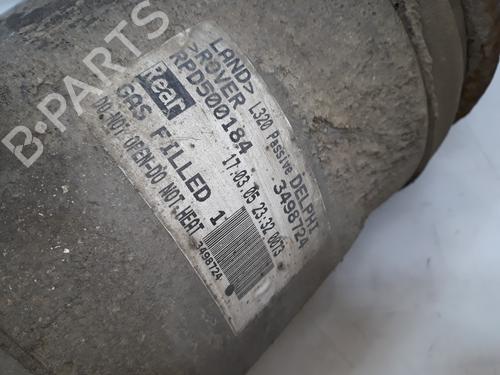 B-PARTS
LAND>
>ROVER
RPD500184
L320 Passive
DELPHI
3498724
17.03.05 23:32 0073
Rear
GAS FILLED 1
DO.NOT OPEN-DO NOT.HEAT
3498724